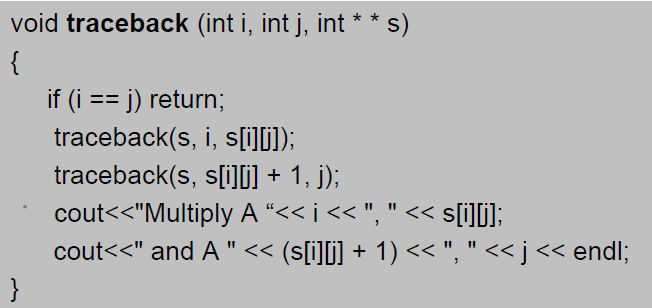 void traceback (int i, int j, int * * s)
{
if (i == j) return;
traceback(s, i, s[i][j]);
traceback(s, s[i][j] + 1, j);
cout<<"Multiply A “<< i << ", " << s[i][j];
cout<<" and A " << (s[i][j] + 1) << ", " << j << endl;
}